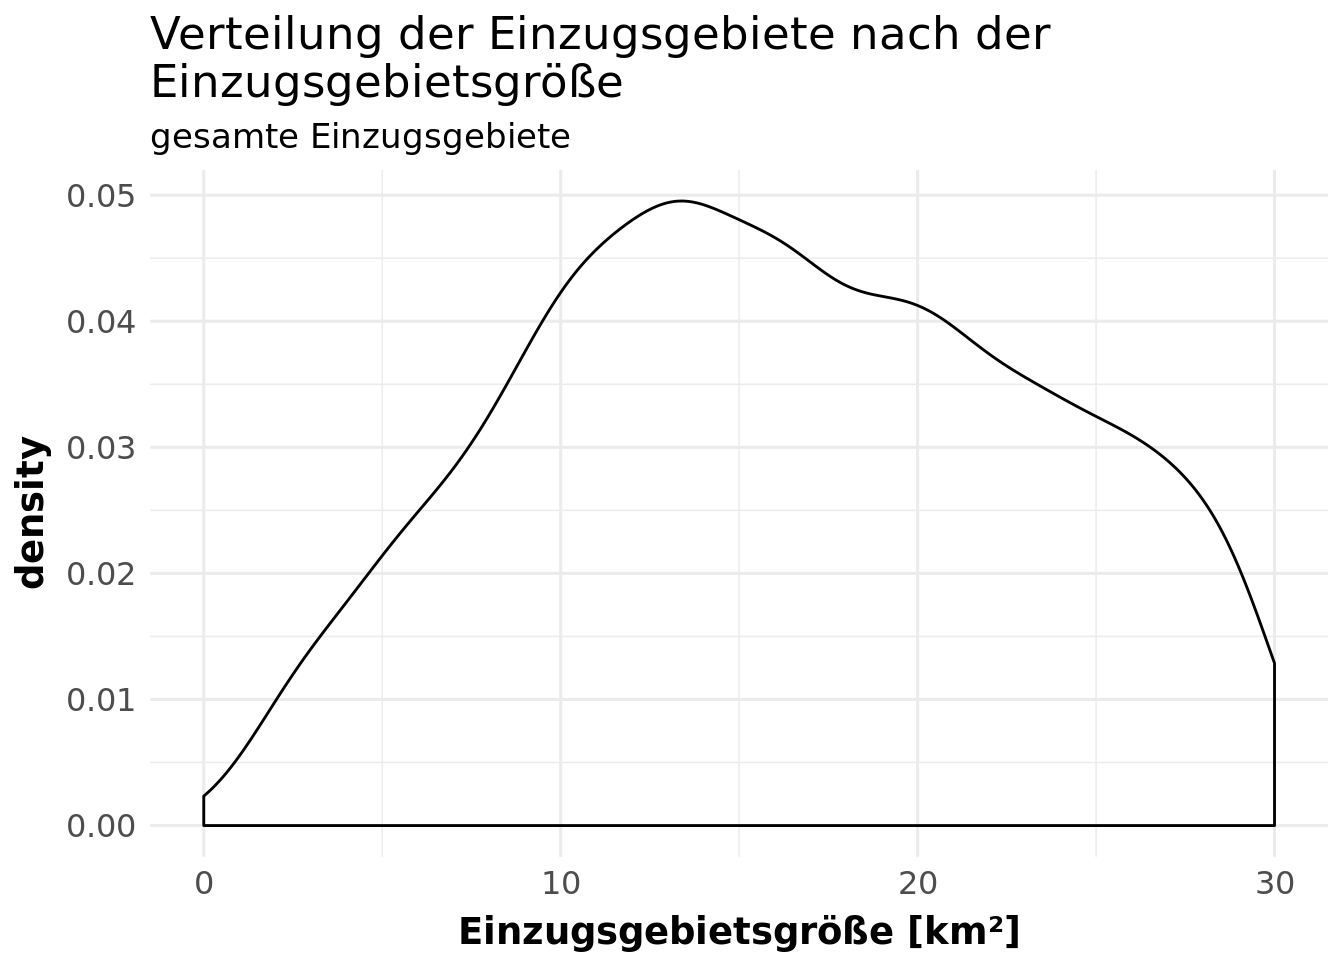 Verteilung der Einzugsgebiete nach der
Einzugsgebietsgröße
gesamte Einzugsgebiete
0.05
0.04
0.03
0.02
0.01
0.00
density
0 10 20 30
Einzugsgebietsgröße [km²]